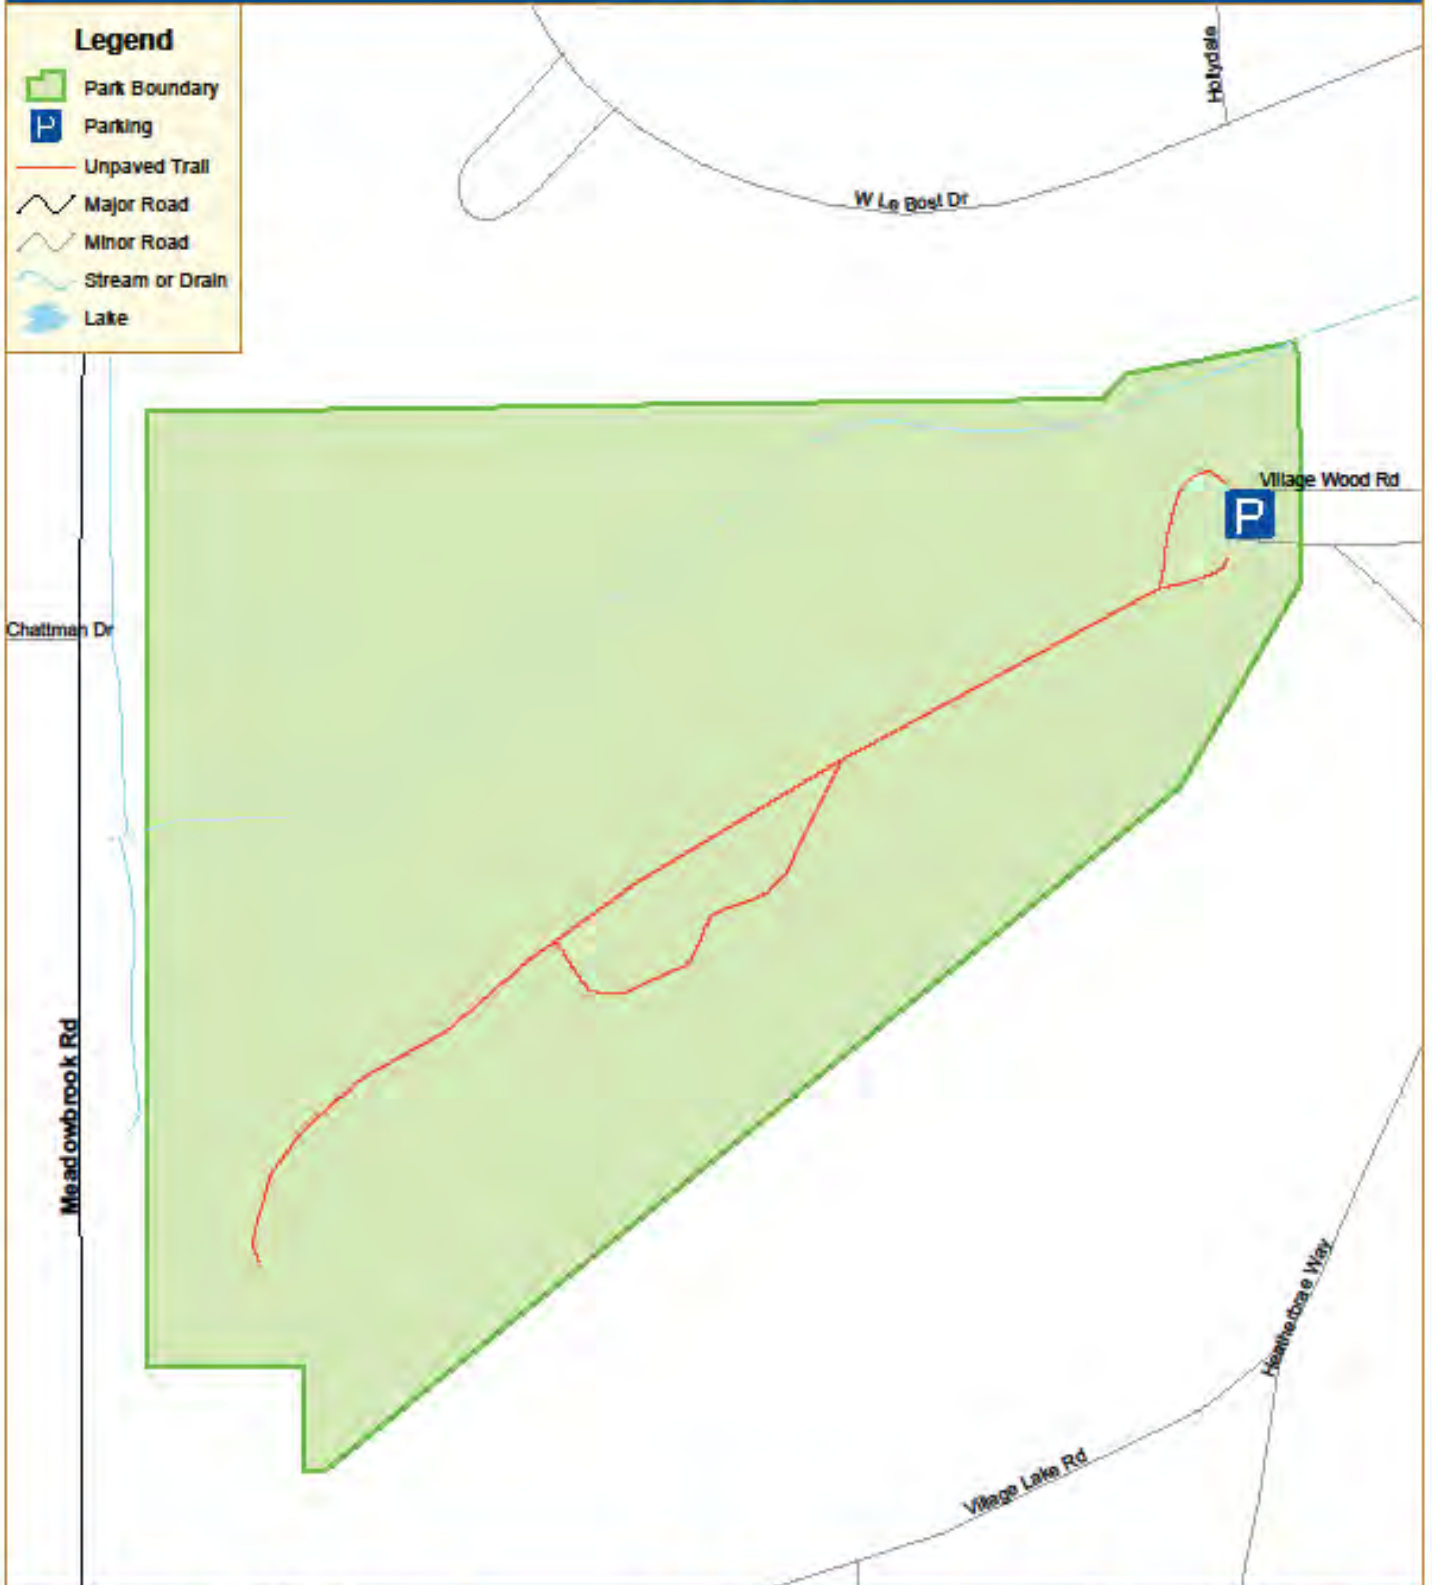 Legend
Park Boundary
P
Parking
Unpaved Trail
Major Road
Minor Road
Stream or Drain
Lake
Hollydale
W Le Bost Dr
Village Wood Rd
P
Chattman Dr
Meadowbrook Rd
Heatherbrae Way
Village Lake Rd